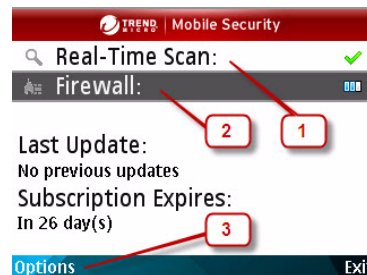 TREND MICRO | Mobile Security
Real-Time Scan:
Firewall:
2
1
Last Update:
No previous updates
Subscription Expires:
In 26 day(s)
3
Options
Exi